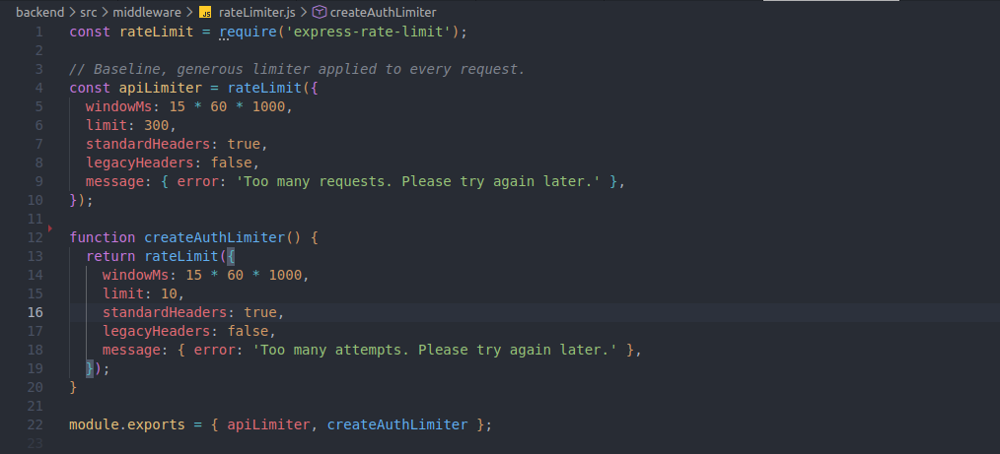 backend > src > middleware > JS rateLimiter.js > createAuthLimiter
1 const rateLimit = require('express-rate-limit');
2
3 // Baseline, generous limiter applied to every request.
4 const apiLimiter = rateLimit({
5   windowMs: 15 * 60 * 1000,
6   limit: 300,
7   standardHeaders: true,
8   legacyHeaders: false,
9   message: { error: 'Too many requests. Please try again later.' },
10 });
11
12 function createAuthLimiter() {
13   return rateLimit({
14     windowMs: 15 * 60 * 1000,
15     limit: 10,
16     standardHeaders: true,
17     legacyHeaders: false,
18     message: { error: 'Too many attempts. Please try again later.' },
19   });
20 }
21
22 module.exports = { apiLimiter, createAuthLimiter };
23